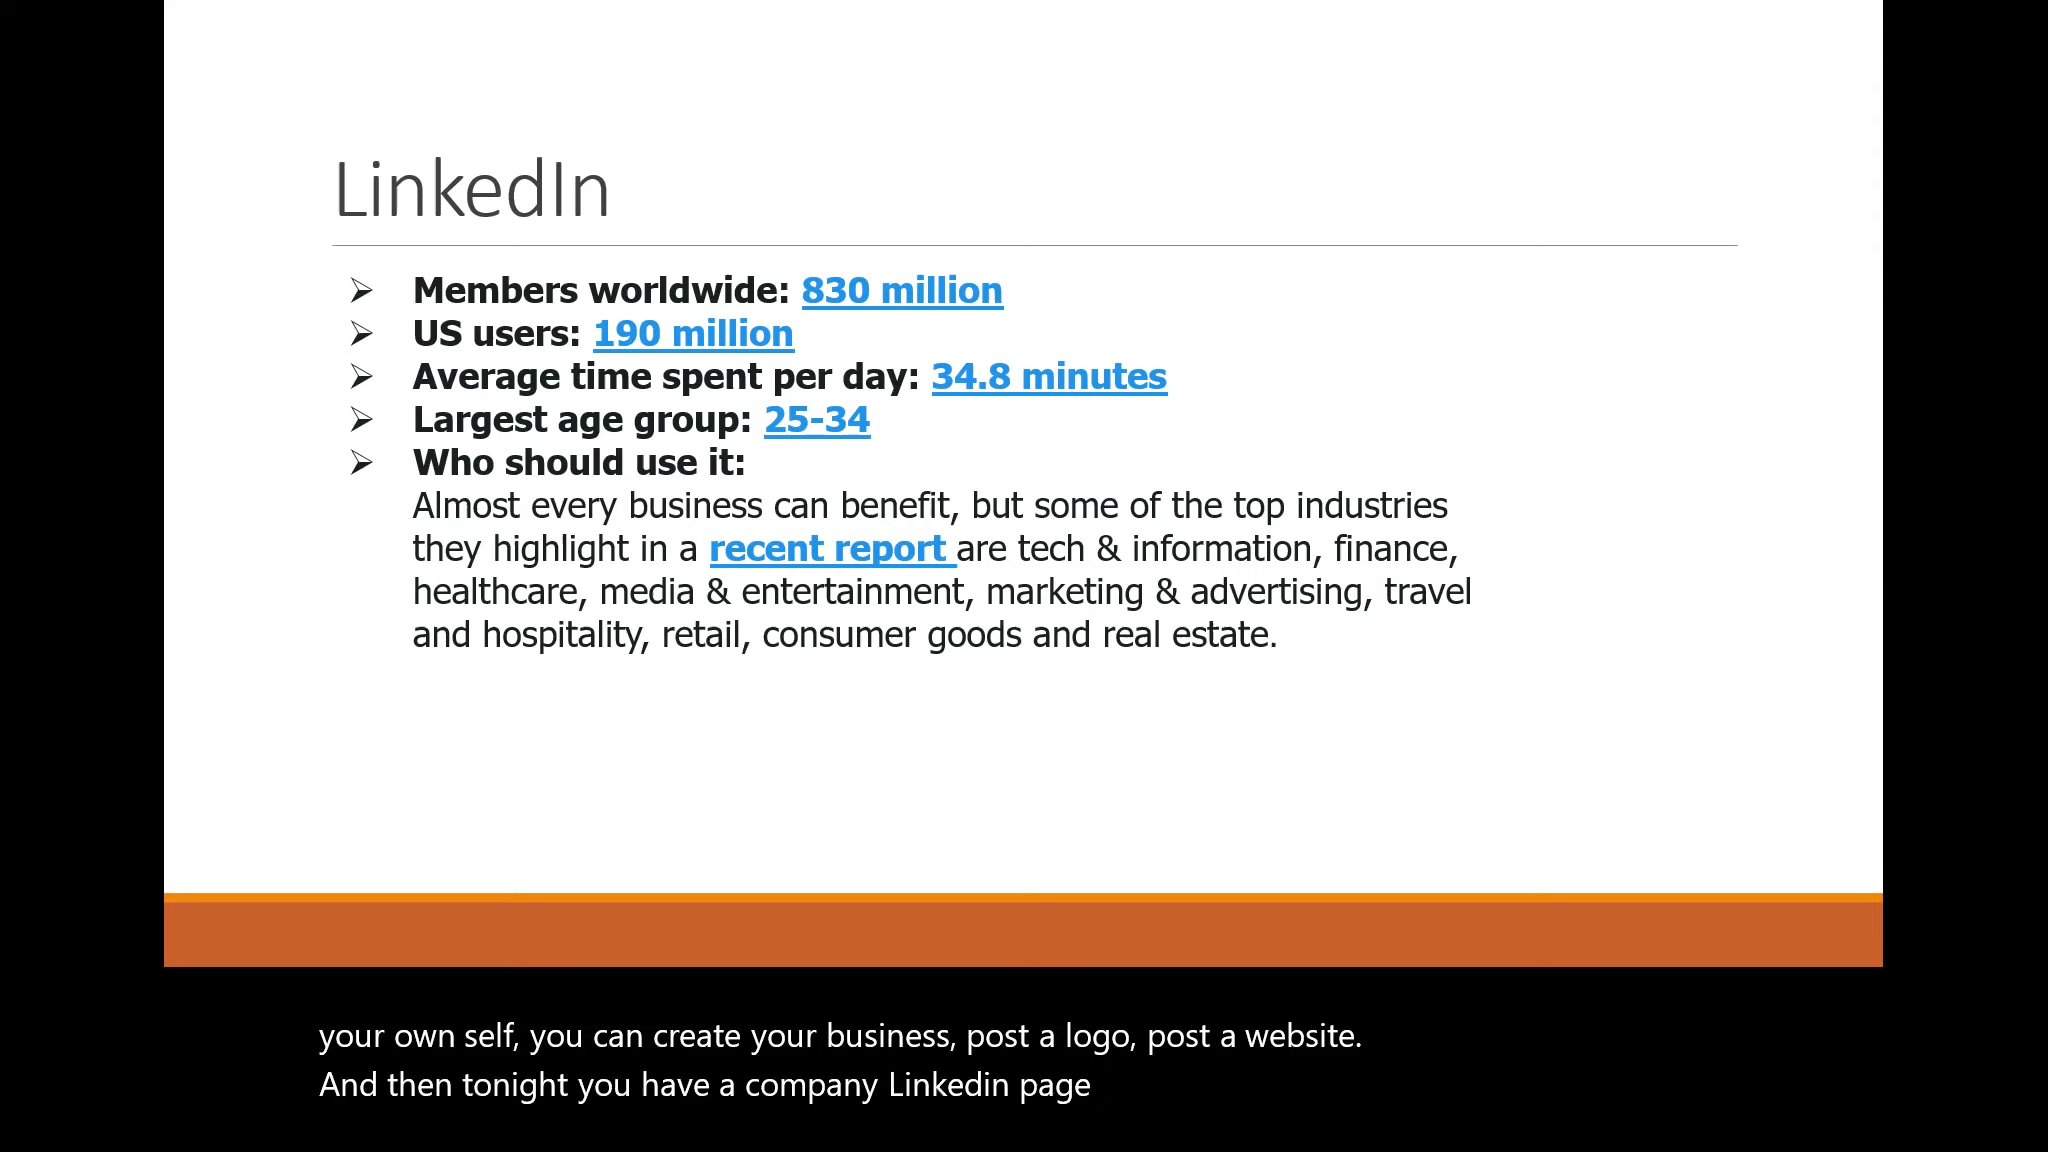 LinkedIn
➢ Members worldwide: 830 million
➢ US users: 190 million
➢ Average time spent per day: 34.8 minutes
➢ Largest age group: 25-34
➢ Who should use it:
Almost every business can benefit, but some of the top industries
they highlight in a recent report are tech & information, finance,
healthcare, media & entertainment, marketing & advertising, travel
and hospitality, retail, consumer goods and real estate.
your own self, you can create your business, post a logo, post a website.
And then tonight you have a company Linkedin page